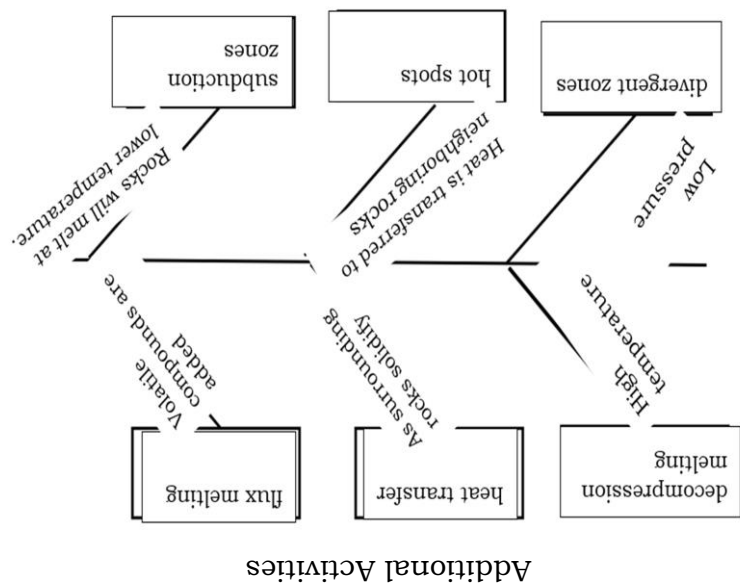 Additional Activities
decompression
melting
heat transfer
flux melting
High
temperature
As surrounding
rocks solidify
Volatile
compounds are
added
Low
pressure
Heat is transferred to
neighboring rocks
Rocks will melt at
lower temperature.
divergent zones
hot spots
subduction
zones